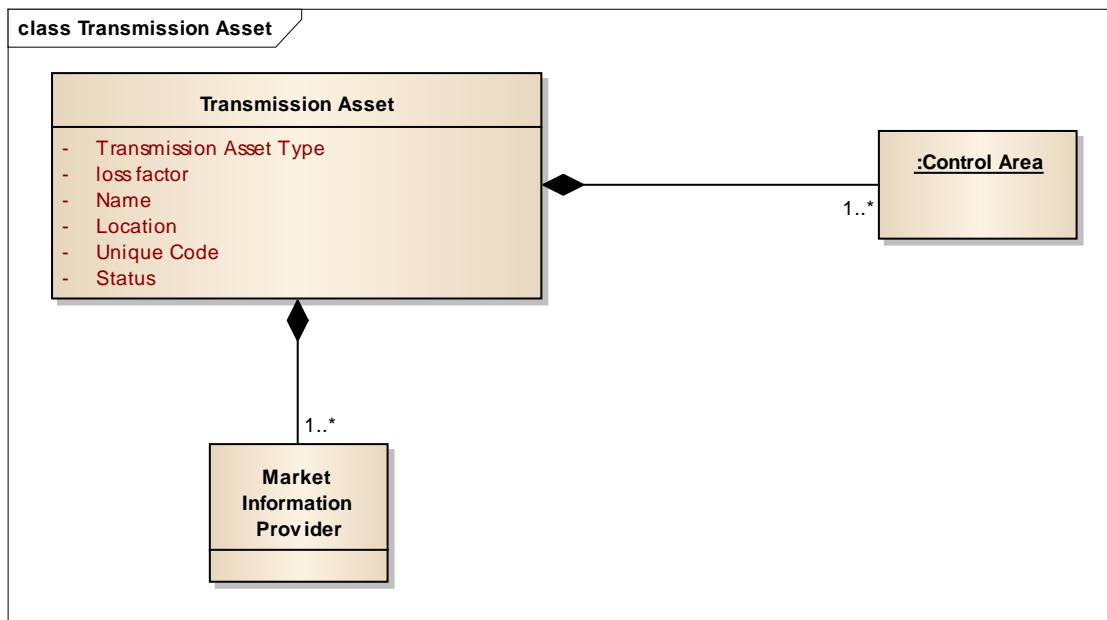 class Transmission Asset
Transmission Asset
- Transmission Asset Type
- loss factor
- Name
- Location
- Unique Code
- Status
:Control Area
1..*
1..*
Market
Information
Provider